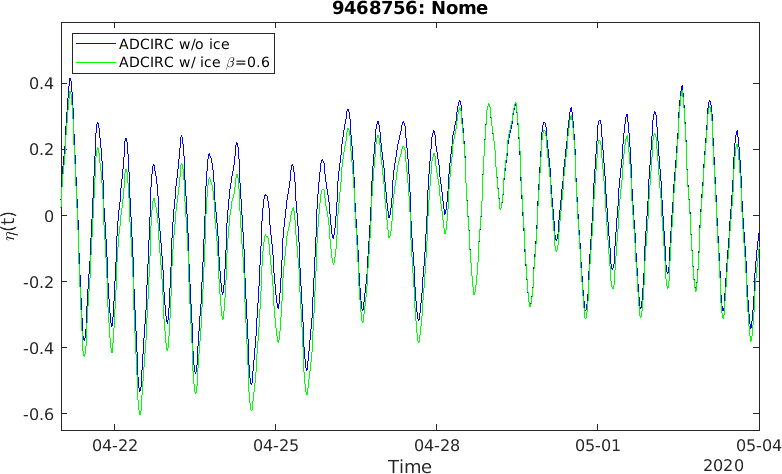 9468756: Nome
ADCIRC w/o ice
ADCIRC w/ ice β=0.6
η(t)
0.4
0.2
0
-0.2
-0.4
-0.6
04-22
04-25
04-28
05-01
05-04
Time
2020